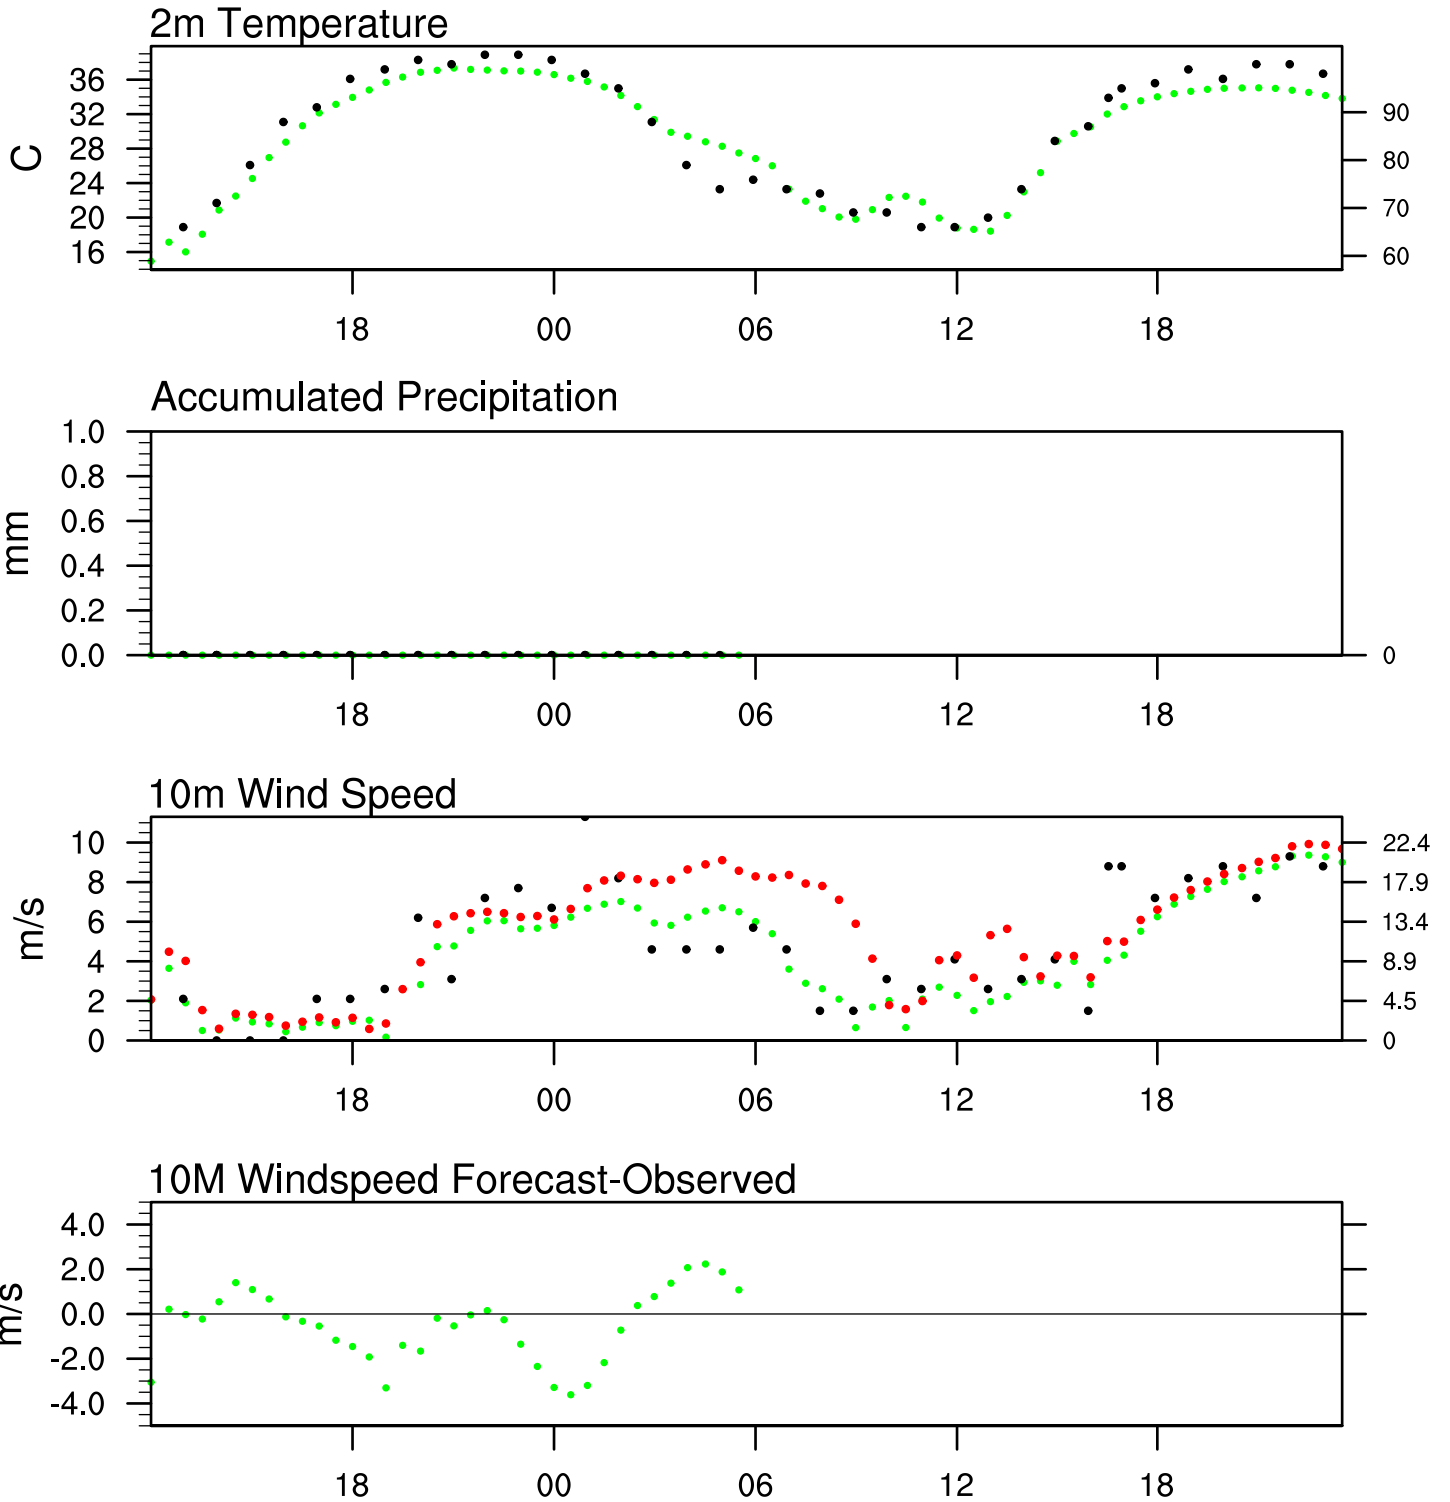 2m Temperature
C
36
32
28
24
20
16
90
80
70
60
18 00 06 12 18
Accumulated Precipitation
mm
1.0
0.8
0.6
0.4
0.2
0.0
0
18 00 06 12 18
10m Wind Speed
m/s
10
8
6
4
2
0
22.4
17.9
13.4
8.9
4.5
0
18 00 06 12 18
10M Windspeed Forecast-Observed
m/s
4.0
2.0
0.0
-2.0
-4.0
18 00 06 12 18